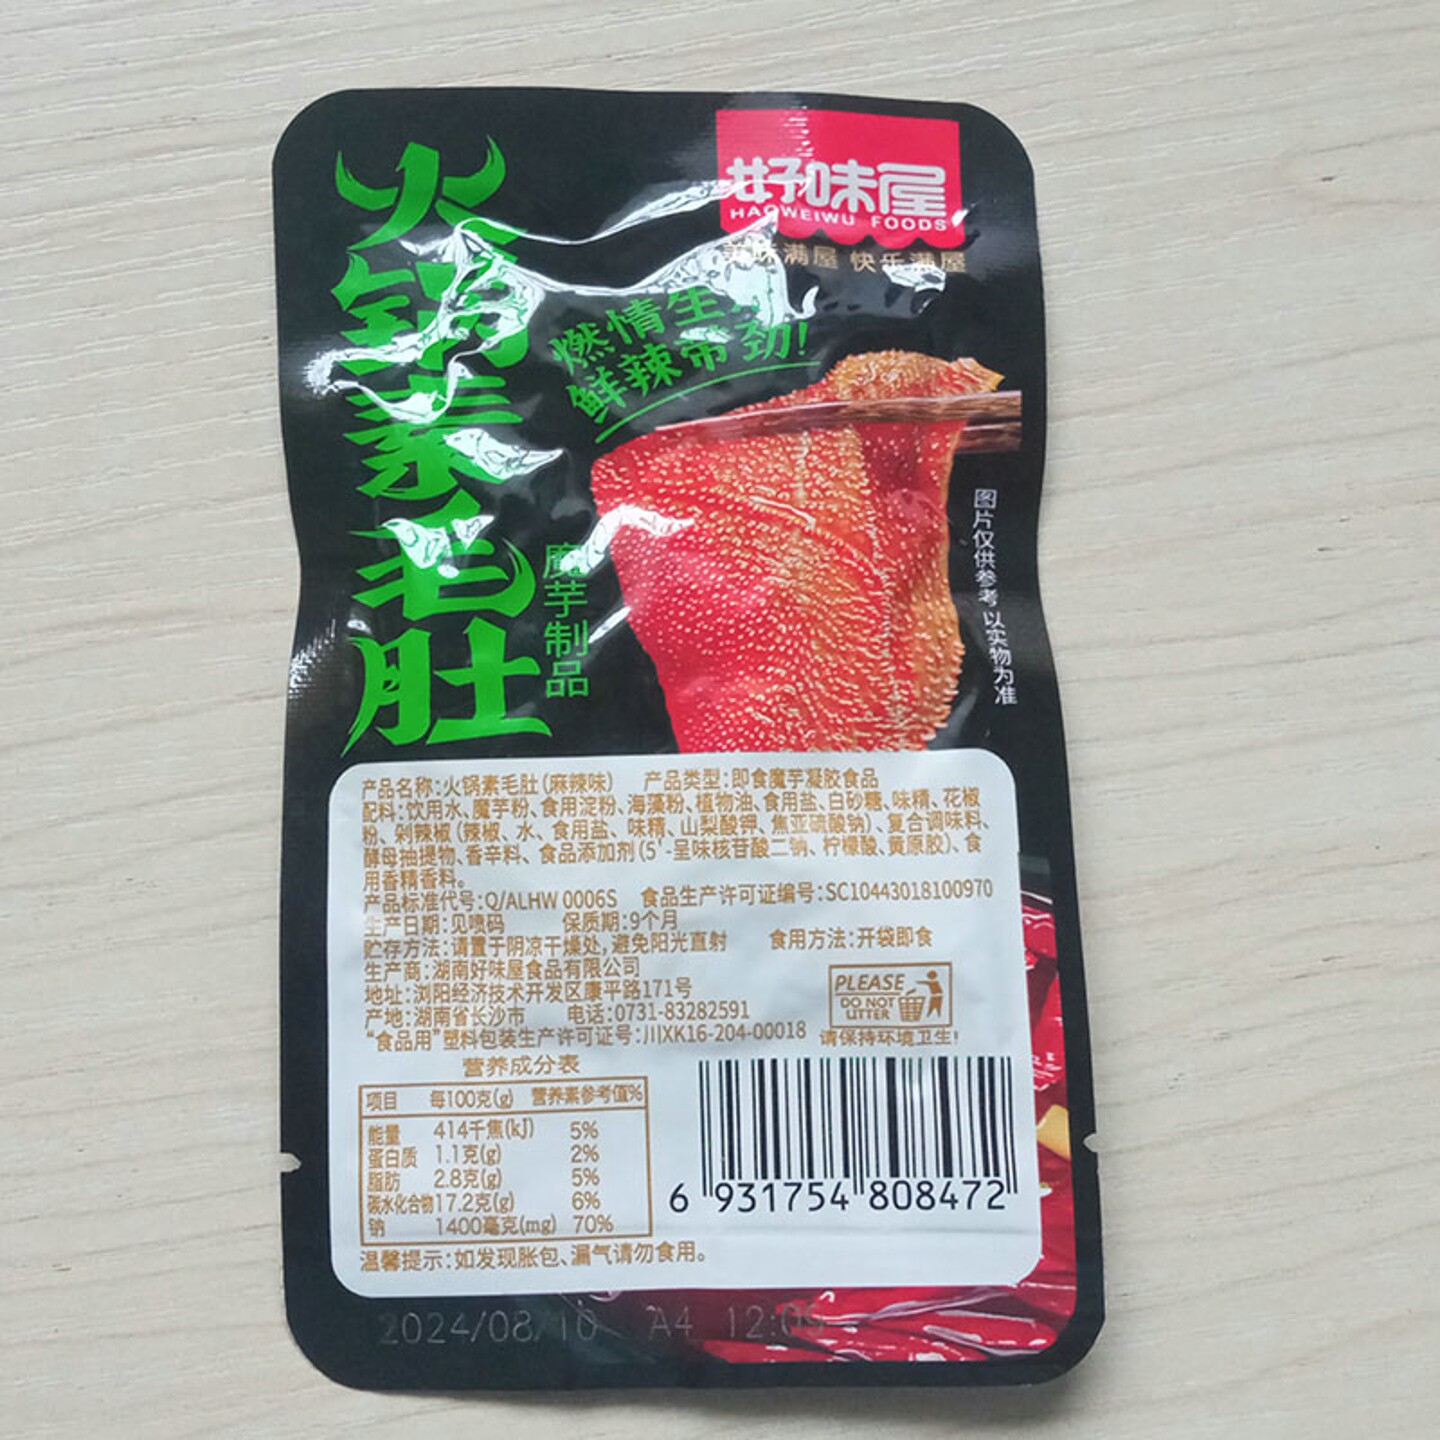 火锅素毛肚
魔芋制品
好味屋
HAOWEIWU FOODS
美味满屋 快乐满屋
燃情生
鲜辣带劲!
图片仅供参考 以实物为准
产品名称:火锅素毛肚(麻辣味) 产品类型:即食魔芋凝胶食品
配料:饮用水、魔芋粉、食用淀粉、海藻粉、植物油、食用盐、白砂糖、味精、花椒
粉、剁辣椒(辣椒、水、食用盐、味精、山梨酸钾、焦亚硫酸钠)、复合调味料、
酵母抽提物、香辛料、食品添加剂(5'-呈味核苷酸二钠、柠檬酸、黄原胶)、食
用香精香料。
产品标准代号:Q/ALHW 0006S 食品生产许可证编号:SC10443018100970
生产日期:见喷码 保质期:9个月
贮存方法:请置于阴凉干燥处,避免阳光直射 食用方法:开袋即食
生产商:湖南好味屋食品有限公司
地址:浏阳经济技术开发区康平路171号
产地:湖南省长沙市 电话:0731-83282591
"食品用"塑料包装生产许可证号:川XK16-204-00018
PLEASE
DO NOT
LITTER
请保持环境卫生!
营养成分表
项目 每100克(g) 营养素参考值%
能量 414千焦(kJ) 5%
蛋白质 1.1克(g) 2%
脂肪 2.8克(g) 5%
碳水化合物 17.2克(g) 6%
钠 1400毫克(mg) 70%
6 931754 808472
温馨提示:如发现胀包、漏气请勿食用。
2024/08/10 A4 12:09